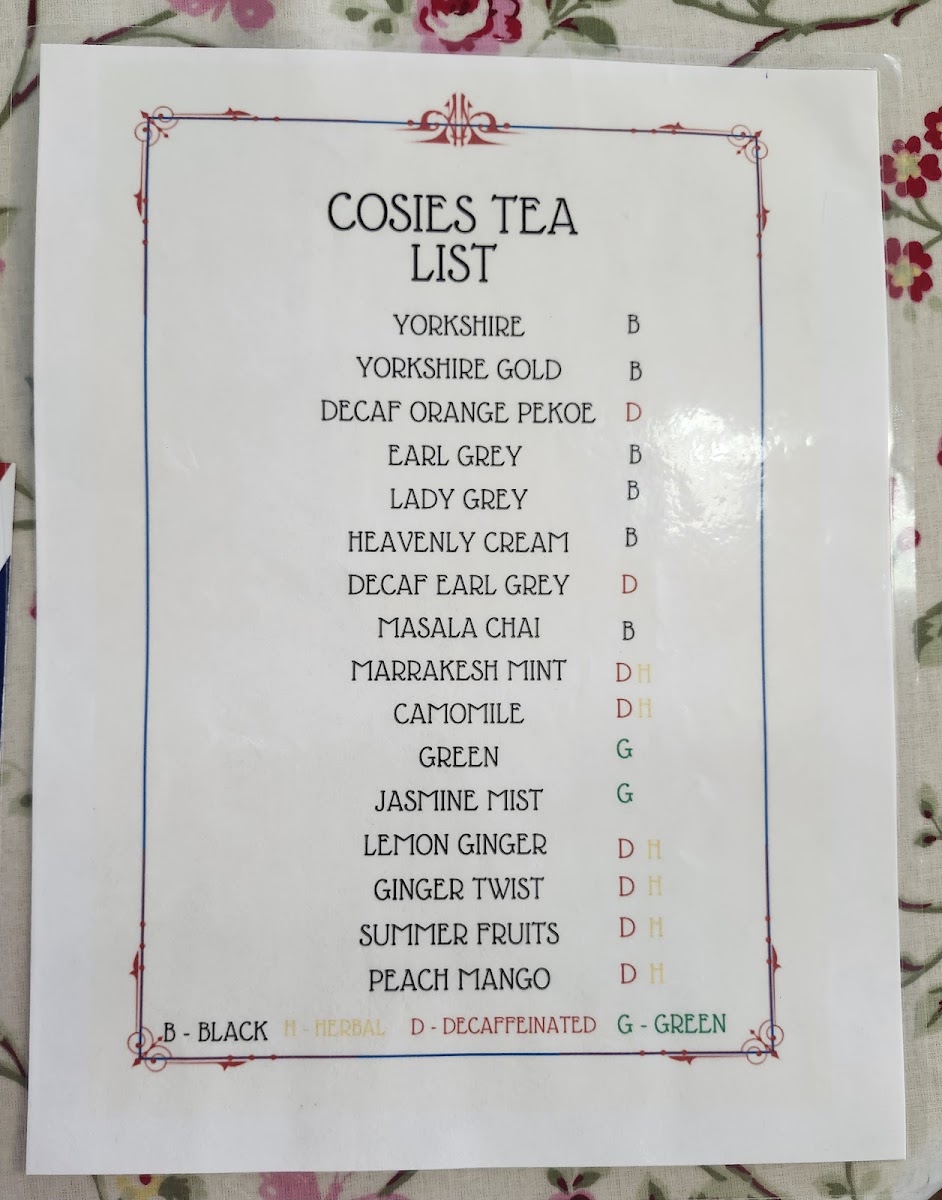 COSIES TEA
LIST
YORKSHIRE B
YORKSHIRE GOLD B
DECAF ORANGE PEKOE D
EARL GREY B
LADY GREY B
HEAVENLY CREAM B
DECAF EARL GREY D
MASALA CHAI B
MARRAKESH MINT D H
CAMOMILE D H
GREEN G
JASMINE MIST G
LEMON GINGER D H
GINGER TWIST D H
SUMMER FRUITS D H
PEACH MANGO D H
B - BLACK H - HERBAL D - DECAFFEINATED G - GREEN